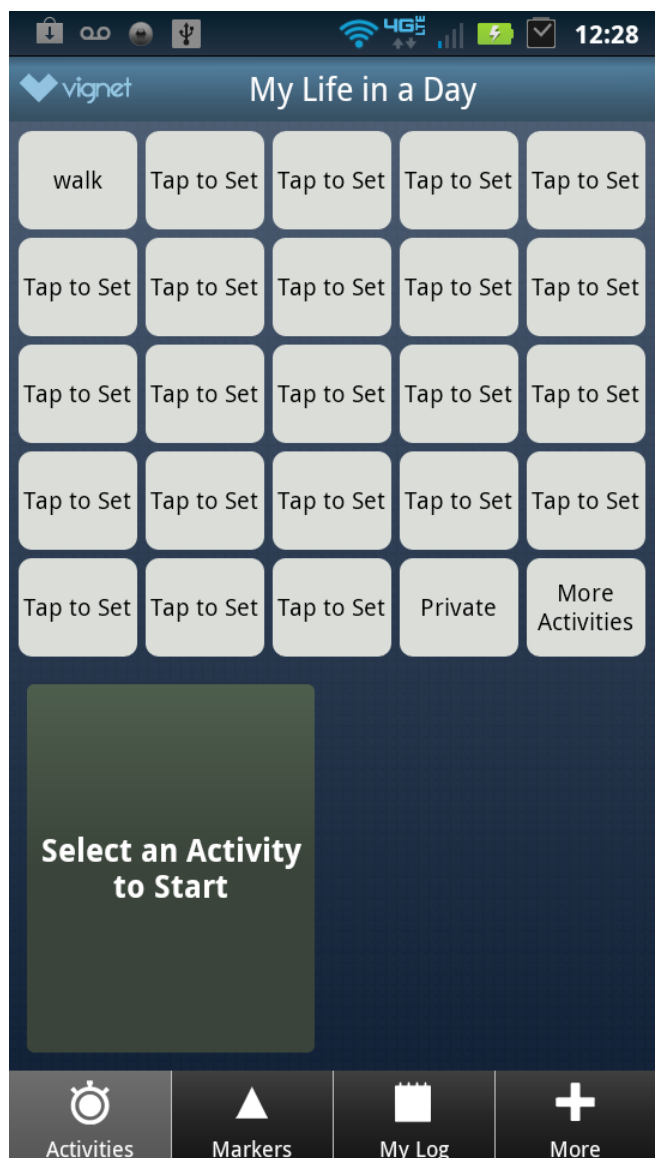 4G LTE 12:28
vignet My Life in a Day
walk Tap to Set Tap to Set Tap to Set Tap to Set
Tap to Set Tap to Set Tap to Set Tap to Set Tap to Set
Tap to Set Tap to Set Tap to Set Tap to Set Tap to Set
Tap to Set Tap to Set Tap to Set Tap to Set Tap to Set
Tap to Set Tap to Set Tap to Set Private More Activities
Select an Activity
to Start
Activities Markers My Log More